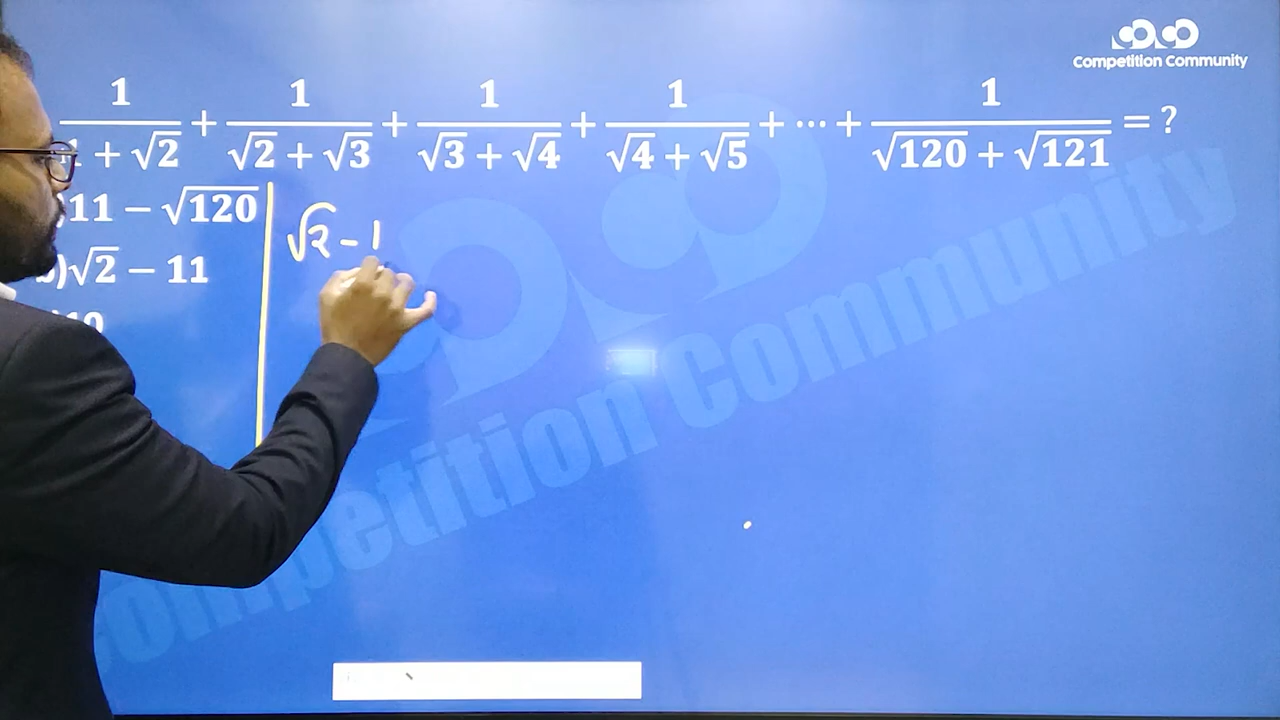 Competition Community
1/(1 + √2) + 1/(√2 + √3) + 1/(√3 + √4) + 1/(√4 + √5) + ⋯ + 1/(√120 + √121) = ?
)11 − √120
√2 − 1
b)√2 − 11
)10
Competition Community